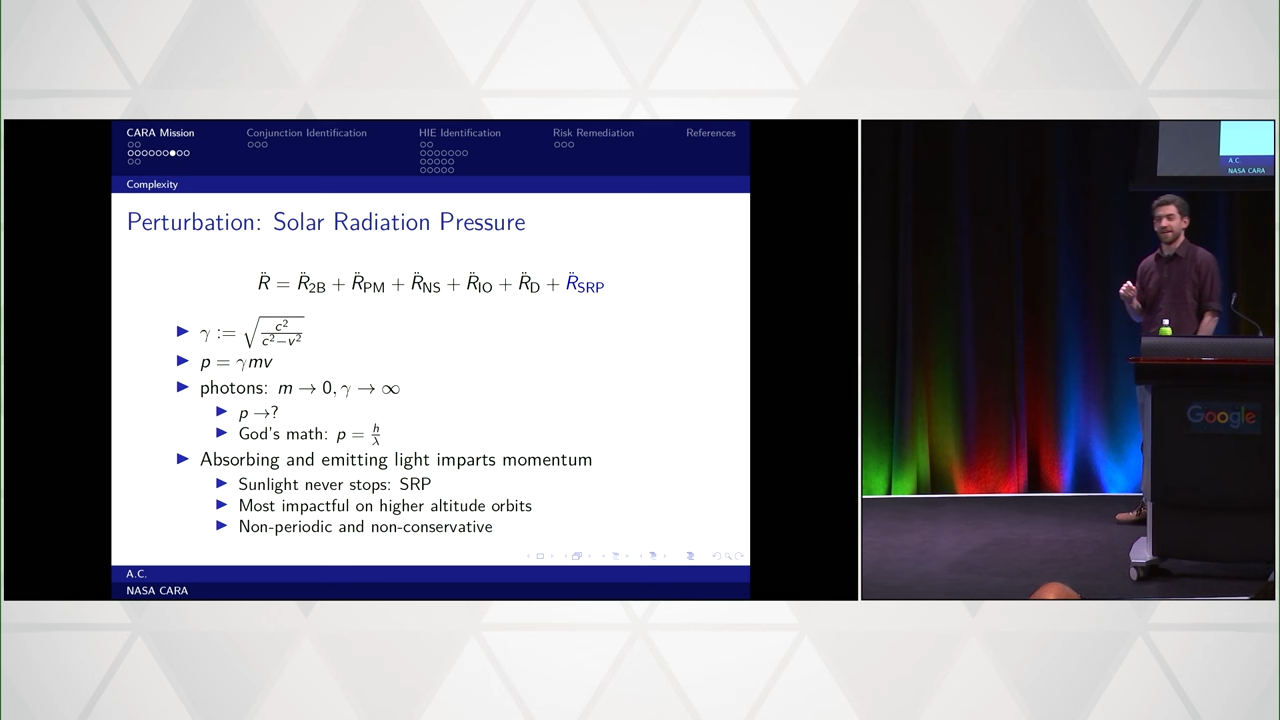 CARA Mission Conjunction Identification HIE Identification Risk Remediation References
Complexity
Perturbation: Solar Radiation Pressure
R̈ = R̈2B + R̈PM + R̈NS + R̈IO + R̈D + R̈SRP
γ := √(c²/(c²−v²))
p = γmv
photons: m → 0, γ → ∞
p →?
God's math: p = h/λ
Absorbing and emitting light imparts momentum
Sunlight never stops: SRP
Most impactful on higher altitude orbits
Non-periodic and non-conservative
A.C.
NASA CARA
A.C.
NASA CARA
Google